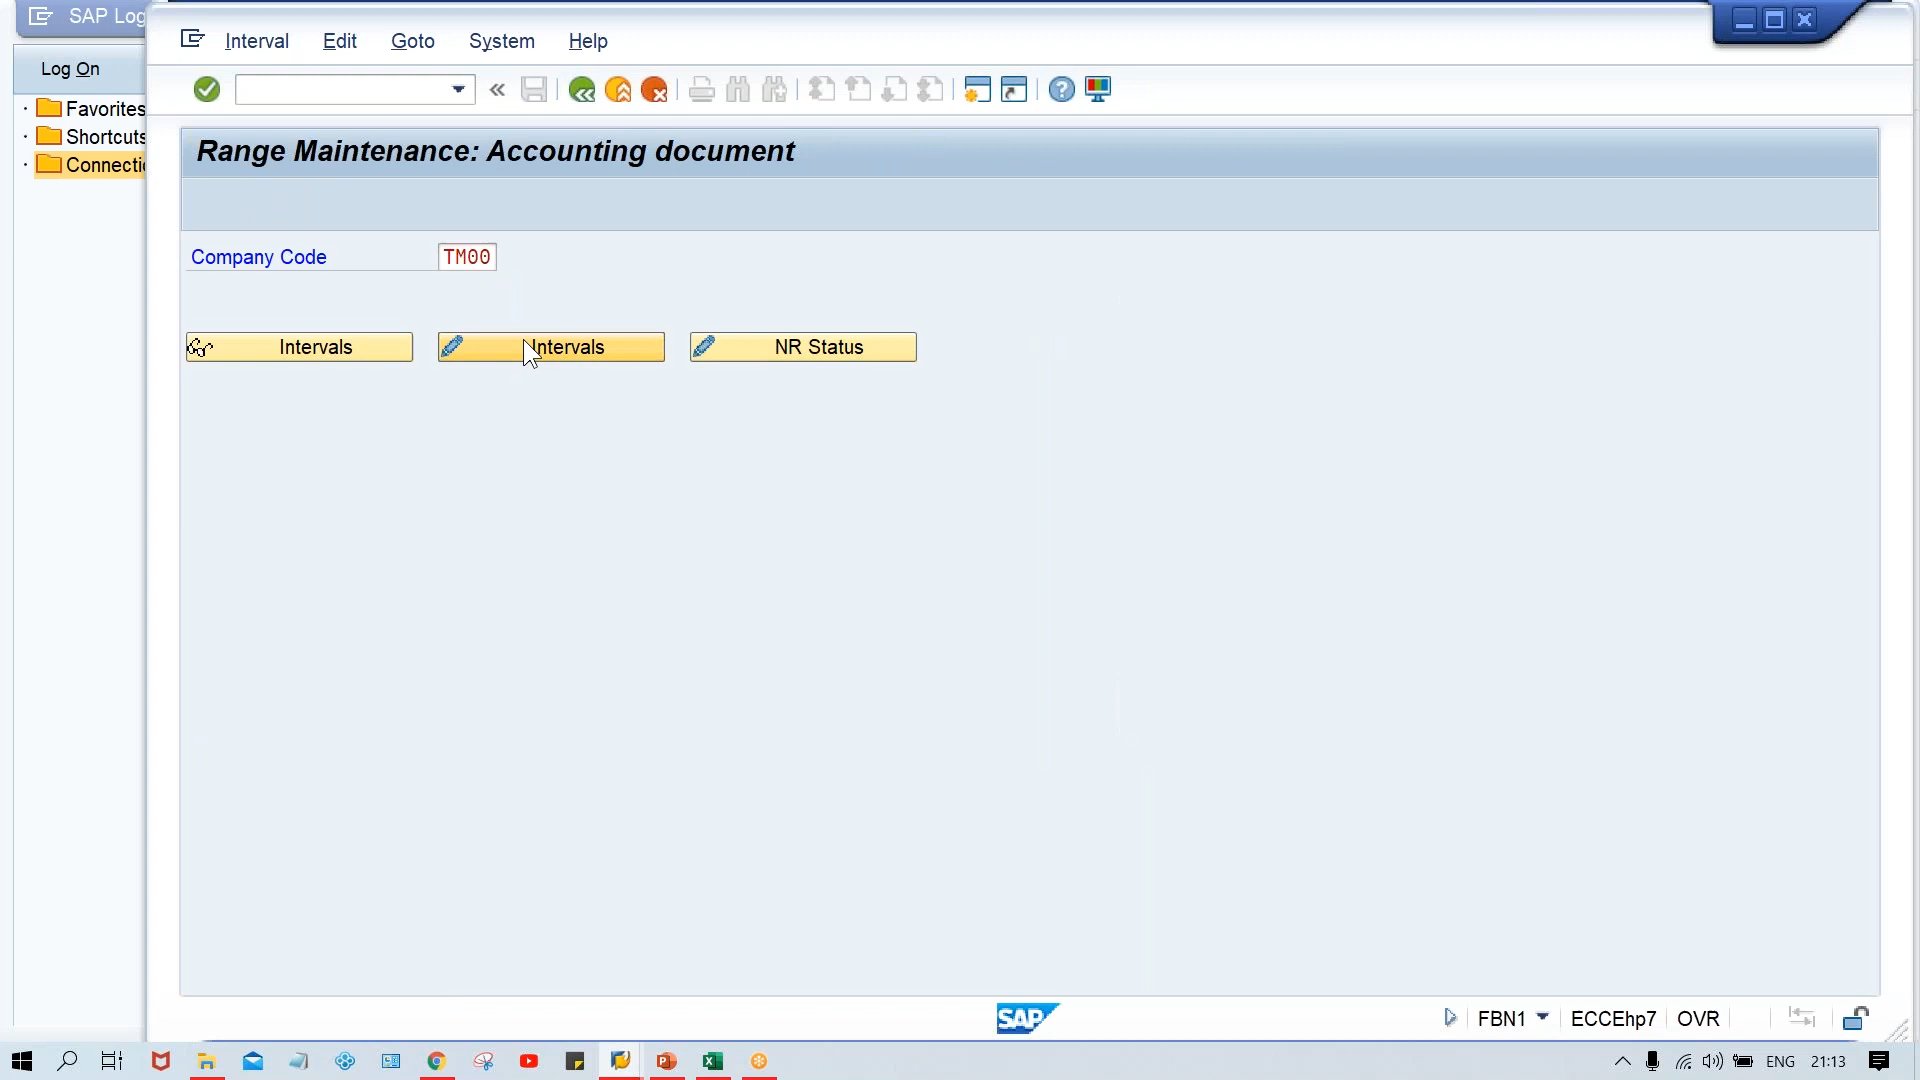 SAP Log
Interval Edit Goto System Help
Log On
Favorites
Shortcuts
Connecti
Range Maintenance: Accounting document
Company Code TM00
Intervals Intervals NR Status
SAP FBN1 ECCEhp7 OVR
ENG 21:13